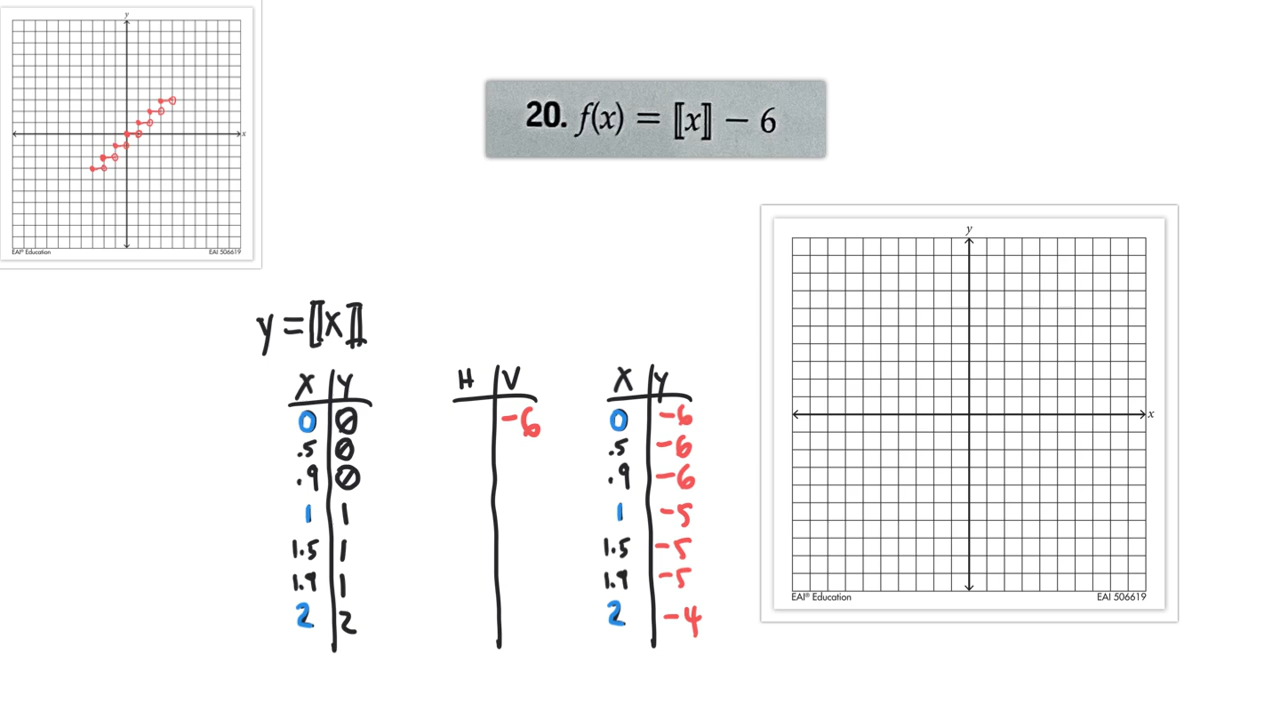 y
x
EAI® Education EAI 506619
20. f(x) = ⟦x⟧ − 6
y = ⟦x⟧
X Y
0 0
.5 0
.9 0
1 1
1.5 1
1.9 1
2 2
H V
-6
X Y
0 -6
.5 -6
.9 -6
1 -5
1.5 -5
1.9 -5
2 -4
y
x
EAI® Education EAI 506619